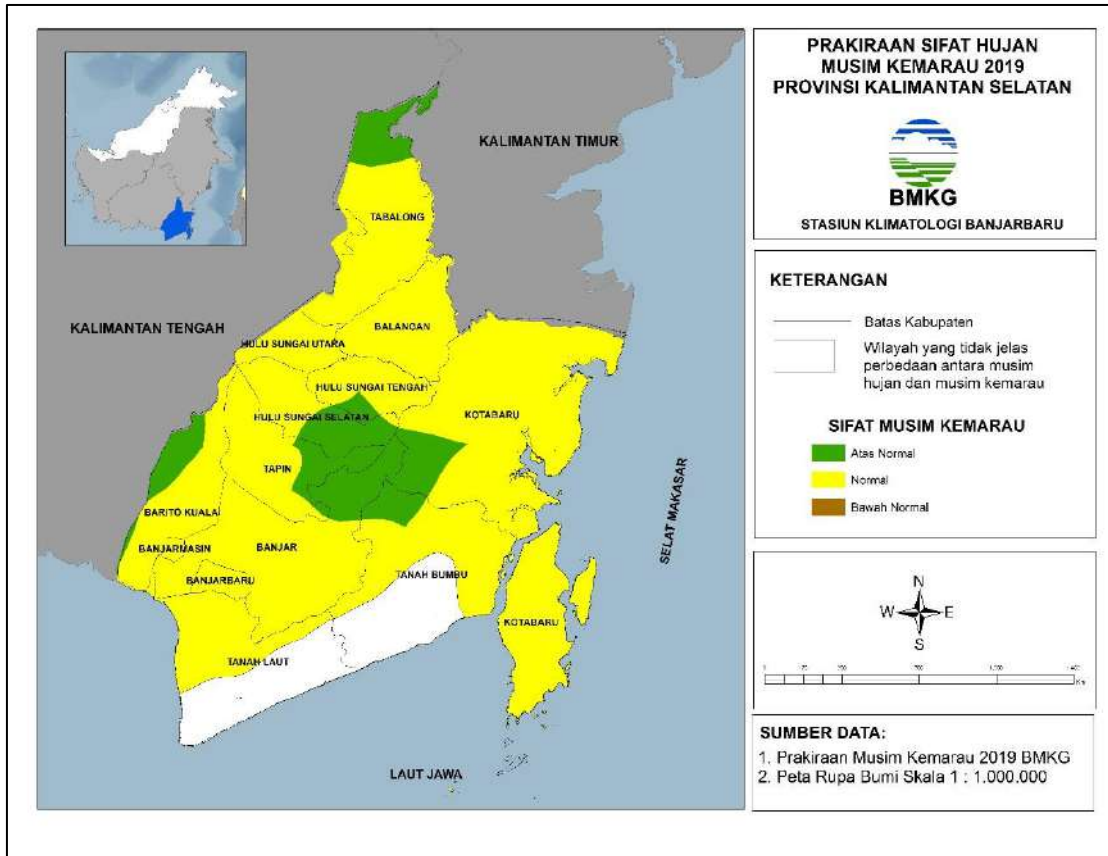 PRAKIRAAN SIFAT HUJAN
MUSIM KEMARAU 2019
PROVINSI KALIMANTAN SELATAN
BMKG
STASIUN KLIMATOLOGI BANJARBARU
KETERANGAN
Batas Kabupaten
Wilayah yang tidak jelas
perbedaan antara musim
hujan dan musim kemarau
SIFAT MUSIM KEMARAU
Atas Normal
Normal
Bawah Normal
N
W E
S
Km
SUMBER DATA:
1. Prakiraan Musim Kemarau 2019 BMKG
2. Peta Rupa Bumi Skala 1 : 1.000.000
KALIMANTAN TIMUR
TABALONG
KALIMANTAN TENGAH
BALANGAN
HULU SUNGAI UTARA
HULU SUNGAI TENGAH
HULU SUNGAI SELATAN
KOTABARU
TAPIN
BARITO KUALA
BANJARMASIN
BANJAR
BANJARBARU
TANAH BUMBU
KOTABARU
TANAH LAUT
SELAT MAKASAR
LAUT JAWA